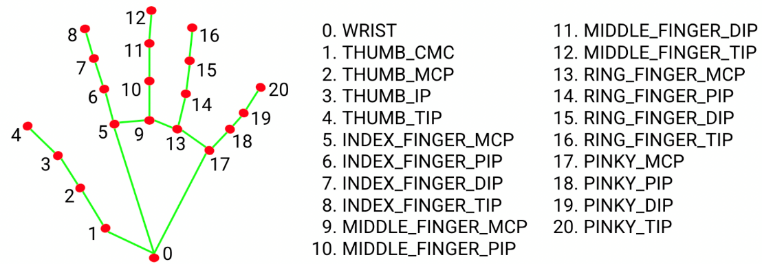 12
8
16
11
7
15
20
6
10
14
19
4
5
9
13
18
3
17
2
1
0
0. WRIST
1. THUMB_CMC
2. THUMB_MCP
3. THUMB_IP
4. THUMB_TIP
5. INDEX_FINGER_MCP
6. INDEX_FINGER_PIP
7. INDEX_FINGER_DIP
8. INDEX_FINGER_TIP
9. MIDDLE_FINGER_MCP
10. MIDDLE_FINGER_PIP
11. MIDDLE_FINGER_DIP
12. MIDDLE_FINGER_TIP
13. RING_FINGER_MCP
14. RING_FINGER_PIP
15. RING_FINGER_DIP
16. RING_FINGER_TIP
17. PINKY_MCP
18. PINKY_PIP
19. PINKY_DIP
20. PINKY_TIP